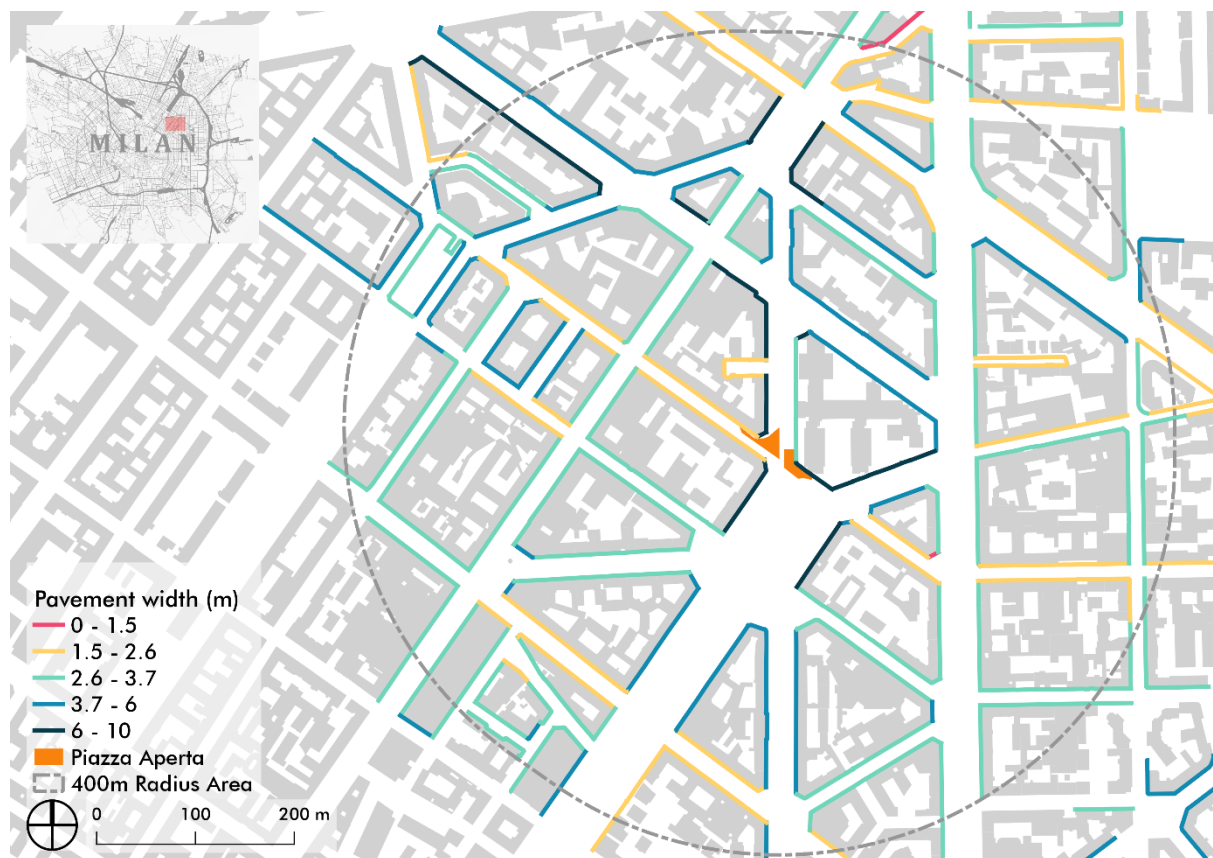 MILAN
Pavement width (m)
0 - 1.5
1.5 - 2.6
2.6 - 3.7
3.7 - 6
6 - 10
Piazza Aperta
400m Radius Area
0 100 200 m